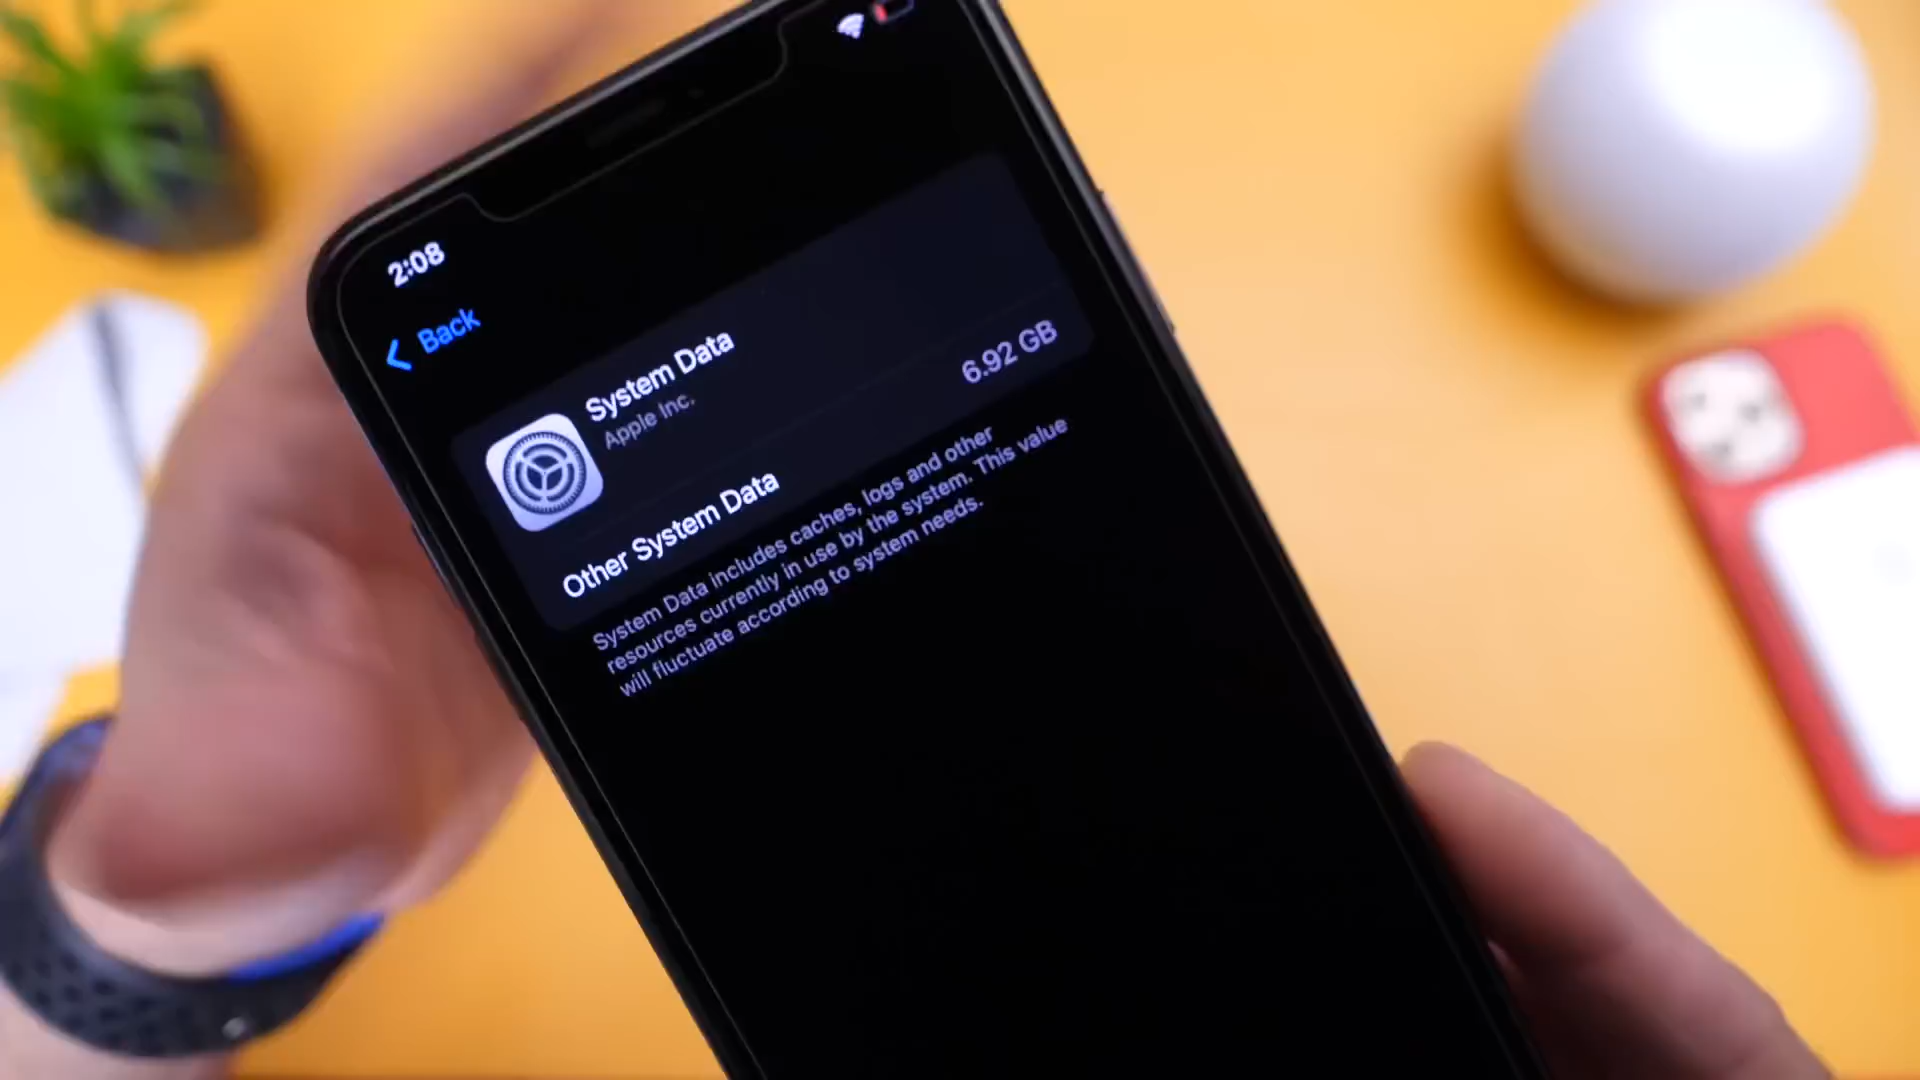 2:08
Back
System Data
Apple Inc.
Other System Data 6.92 GB
System Data includes caches, logs and other
resources currently in use by the system. This value
will fluctuate according to system needs.